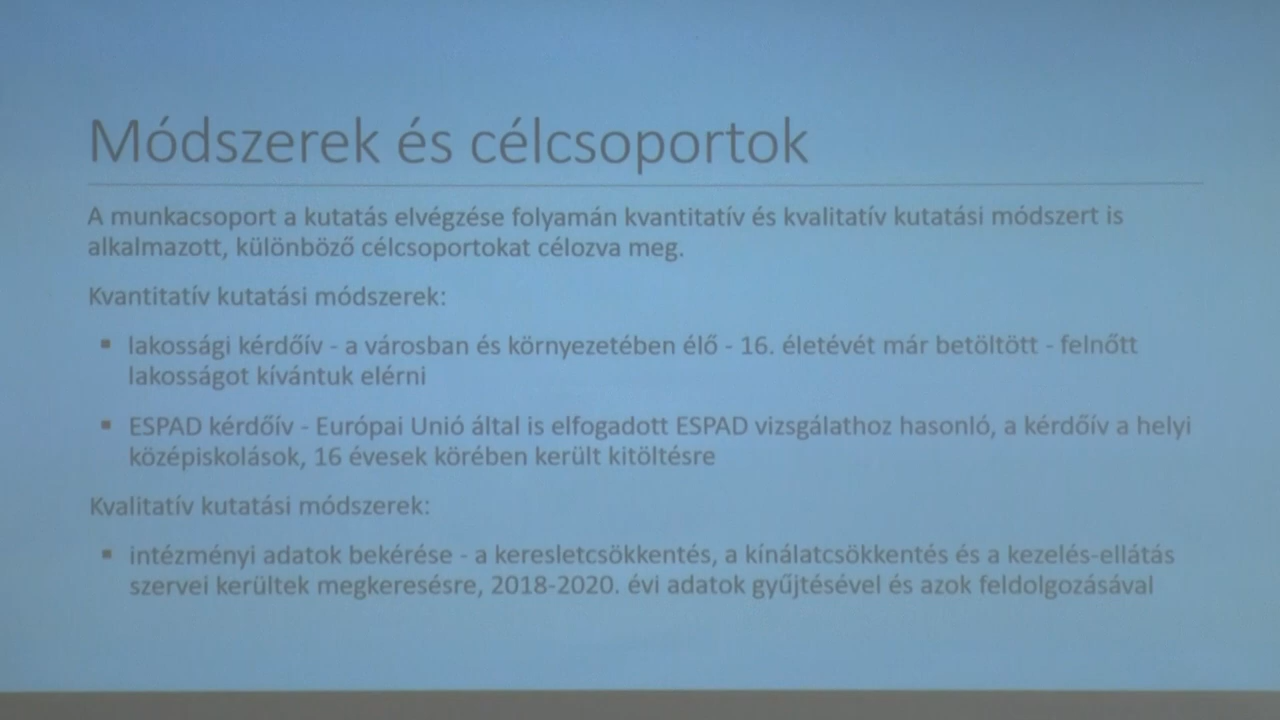 Módszerek és célcsoportok
A munkacsoport a kutatás elvégzése folyamán kvantitatív és kvalitatív kutatási módszert is
alkalmazott, különböző célcsoportokat célozva meg.
Kvantitatív kutatási módszerek:
▪ lakossági kérdőív - a városban és környezetében élő - 16. életévét már betöltött - felnőtt
lakosságot kívántuk elérni
▪ ESPAD kérdőív - Európai Unió által is elfogadott ESPAD vizsgálathoz hasonló, a kérdőív a helyi
középiskolások, 16 évesek körében került kitöltésre
Kvalitatív kutatási módszerek:
▪ intézményi adatok bekérése - a keresletcsökkentés, a kínálatcsökkentés és a kezelés-ellátás
szervei kerültek megkeresésre, 2018-2020. évi adatok gyűjtésével és azok feldolgozásával